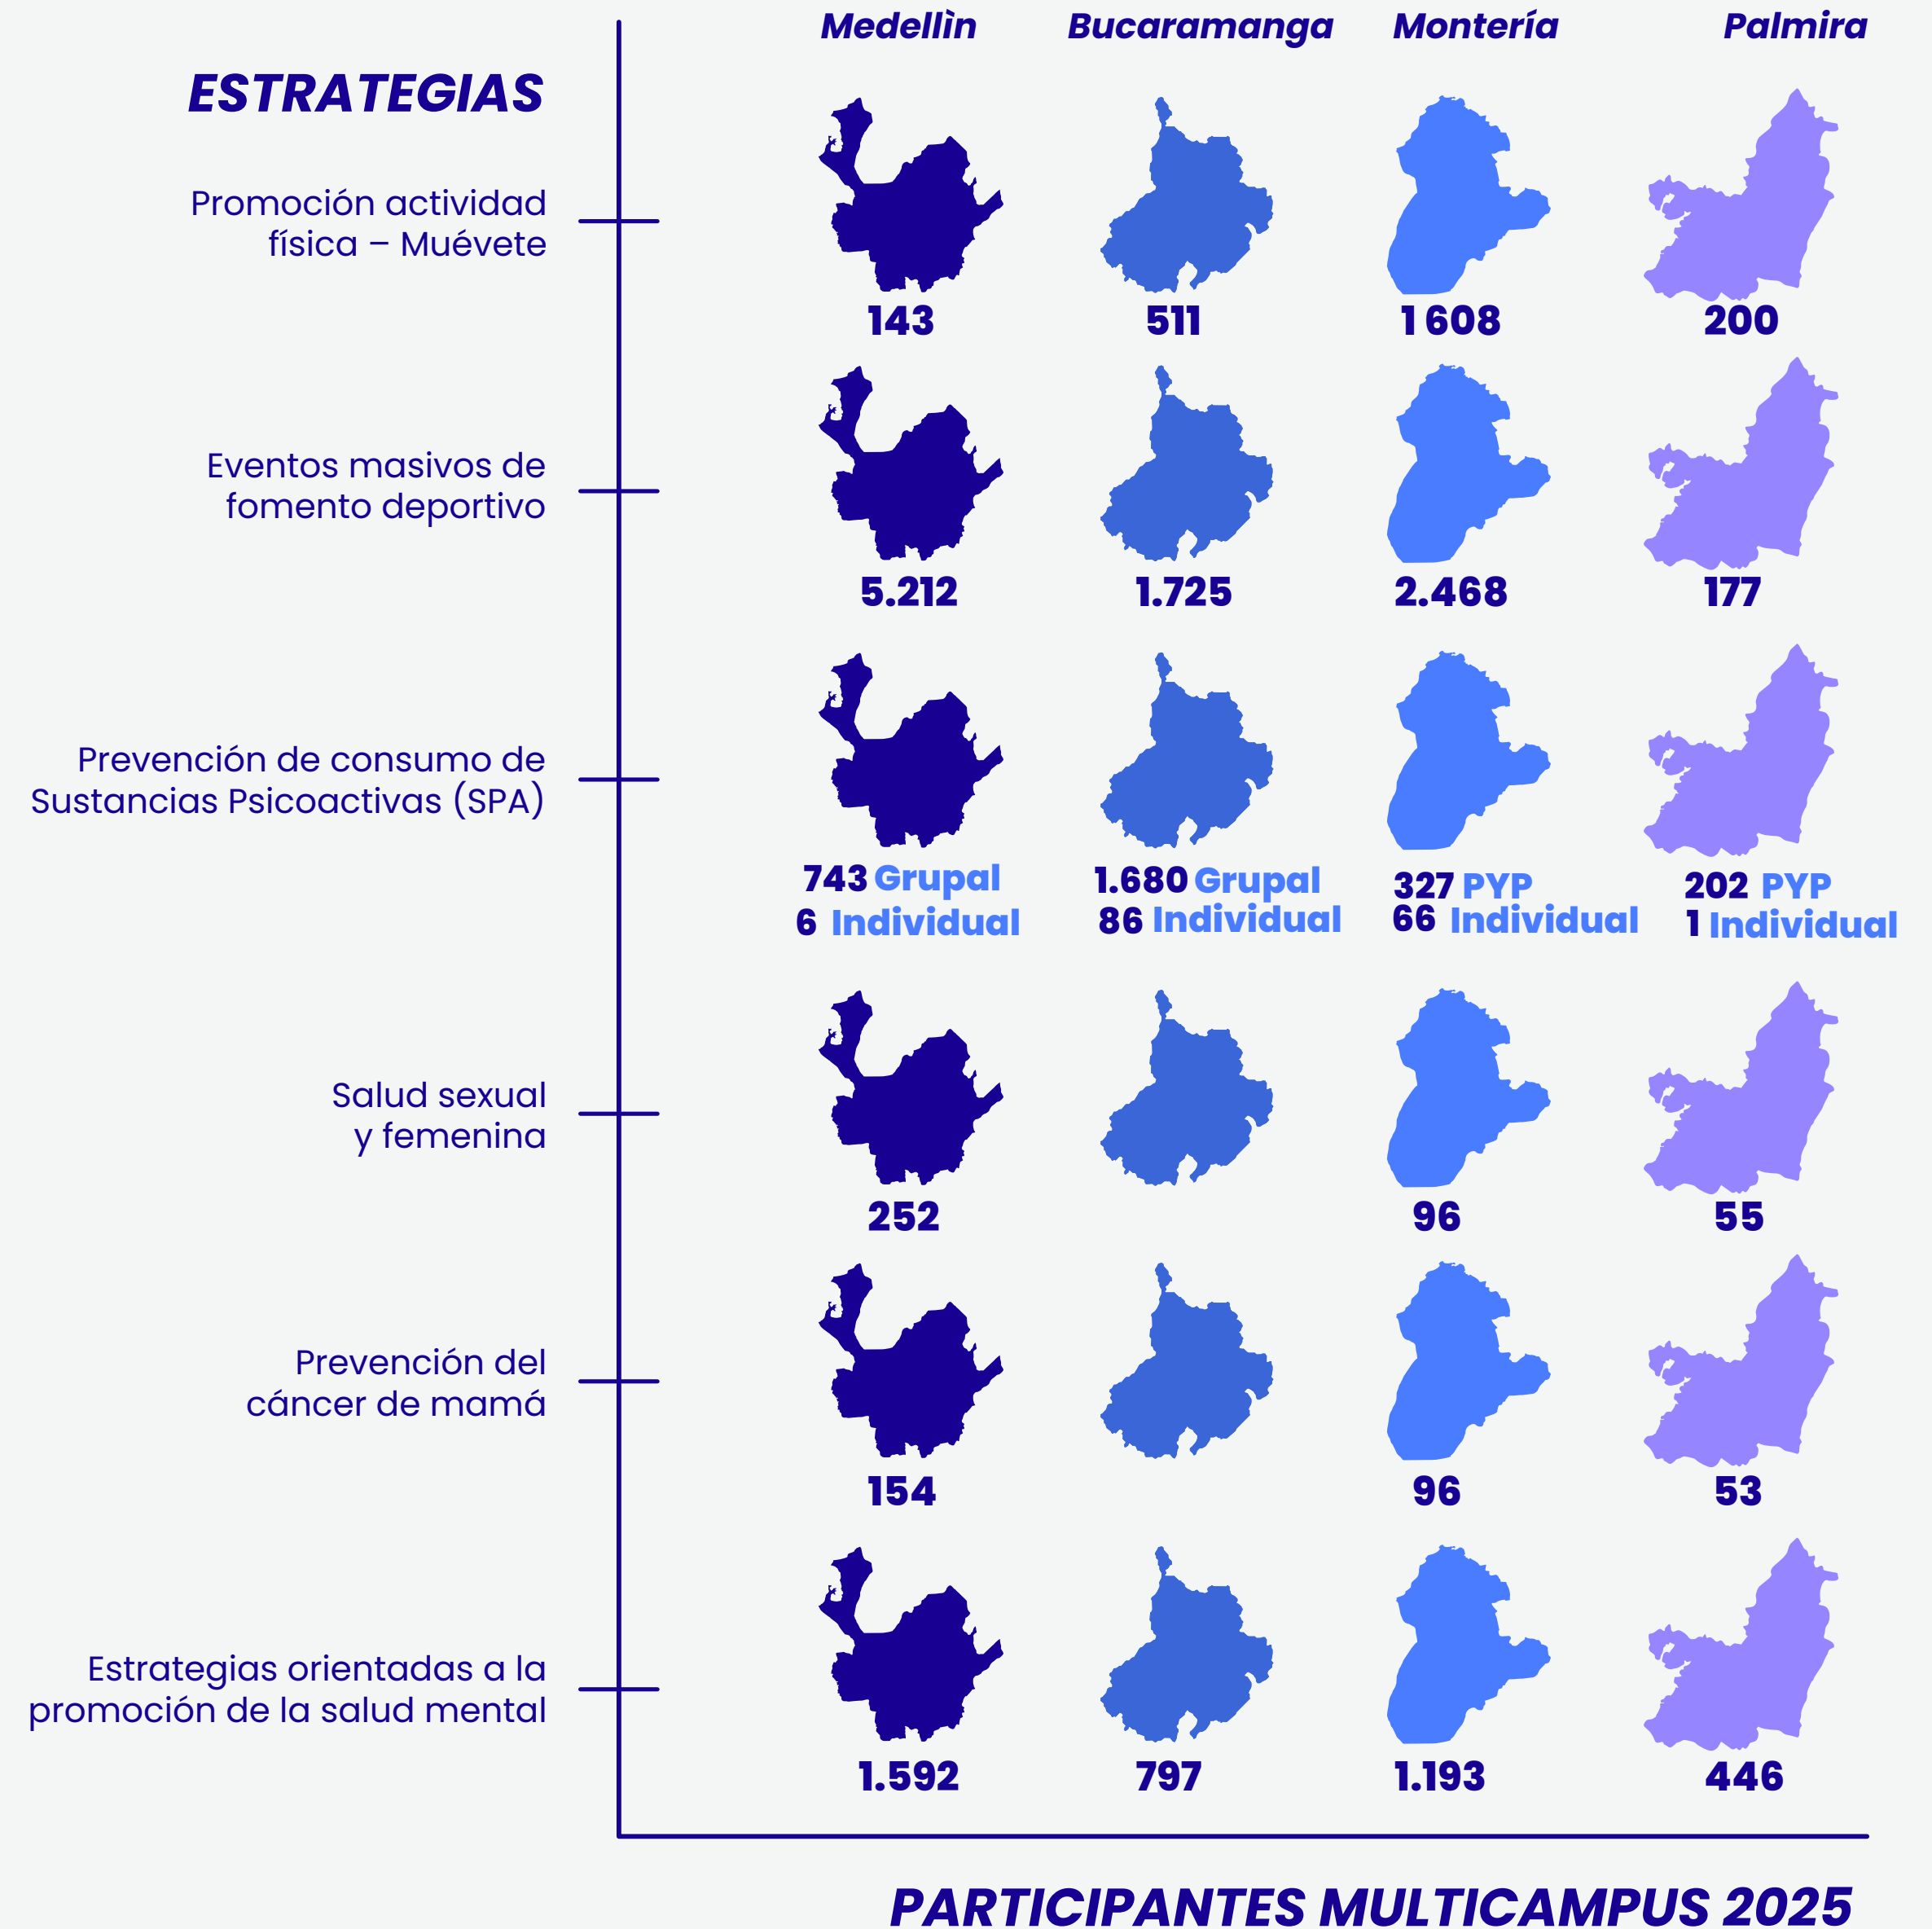 Medellìn Bucaramanga Montería Palmira
ESTRATEGIAS
Promoción actividad
física – Muévete
143 511 1 608 200
Eventos masivos de
fomento deportivo
5.212 1.725 2.468 177
Prevención de consumo de
Sustancias Psicoactivas (SPA)
743 Grupal 1.680 Grupal 327 PYP 202 PYP
6 Individual 86 Individual 66 Individual 1 Individual
Salud sexual
y femenina
252 96 55
Prevención del
cáncer de mamá
154 96 53
Estrategias orientadas a la
promoción de la salud mental
1.592 797 1.193 446
PARTICIPANTES MULTICAMPUS 2025